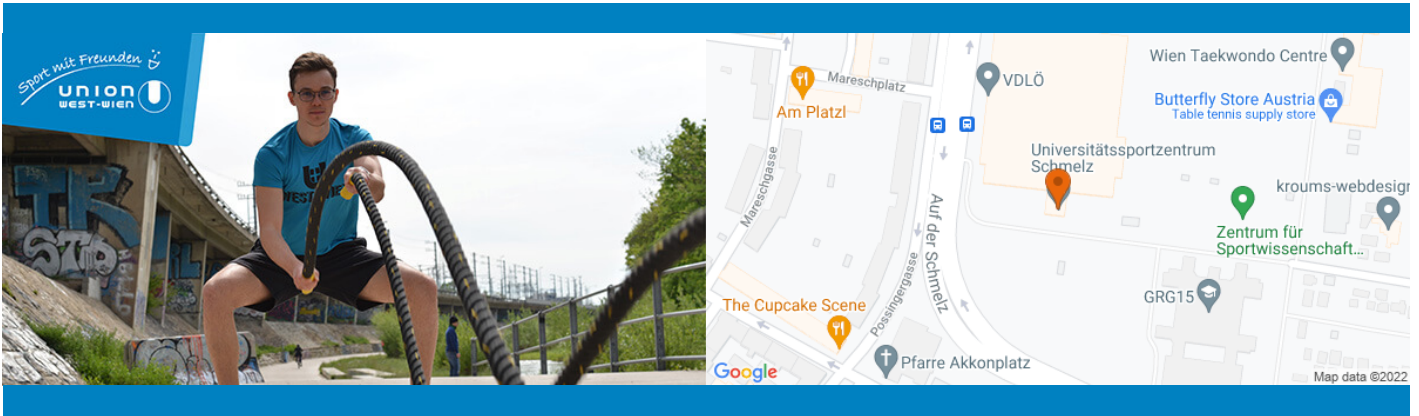 Sport mit Freunden
UNION
WEST-WIEN
Mareschplatz
Am Platzl
VDLÖ
Wien Taekwondo Centre
Butterfly Store Austria
Table tennis supply store
Universitätssportzentrum
Schmelz
kroums-webdesign
Mareschgasse
Auf der Schmelz
Zentrum für
Sportwissenschaft...
GRG15
The Cupcake Scene
Possingergasse
Pfarre Akkonplatz
Google
Map data ©2022